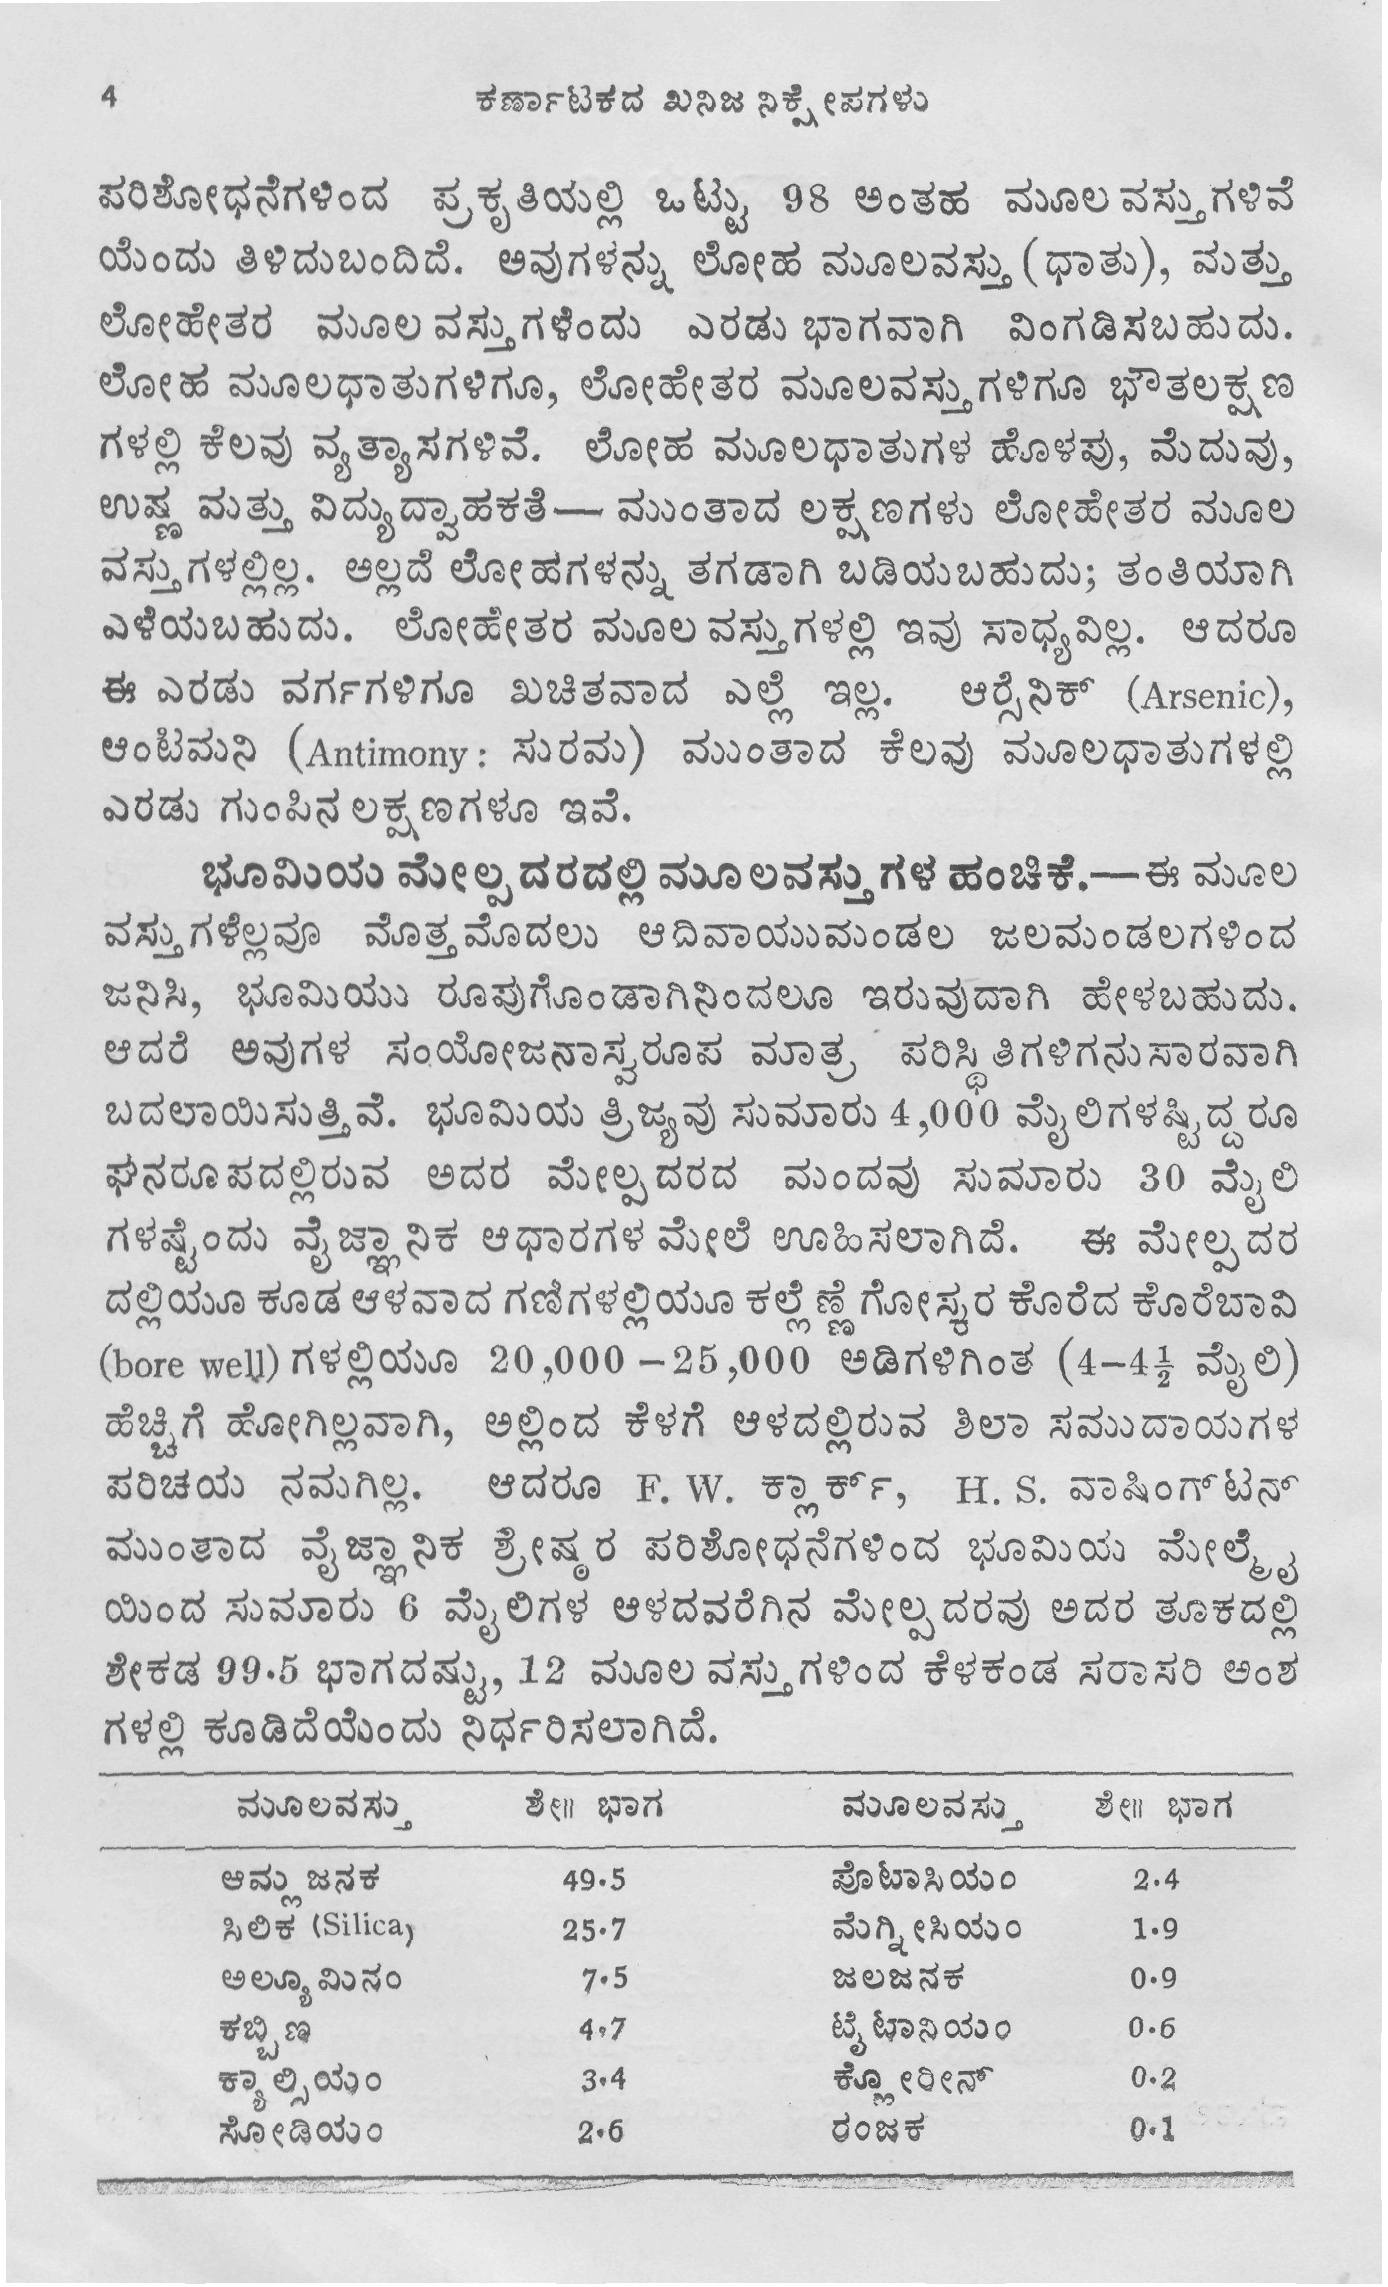 4 ಕರ್ಣಾಟಕದ ಖನಿಜ ನಿಕ್ಷೇಪಗಳು
ಪರಿಶೋಧನೆಗಳಿಂದ ಪ್ರಕೃತಿಯಲ್ಲಿ ಒಟ್ಟು 98 ಅಂತಹ ಮೂಲವಸ್ತುಗಳಿವೆ
ಯೆಂದು ತಿಳಿದುಬಂದಿದೆ. ಅವುಗಳನ್ನು ಲೋಹ ಮೂಲವಸ್ತು (ಧಾತು), ಮತ್ತು
ಲೋಹೇತರ ಮೂಲವಸ್ತುಗಳೆಂದು ಎರಡು ಭಾಗವಾಗಿ ವಿಂಗಡಿಸಬಹುದು.
ಲೋಹ ಮೂಲಧಾತುಗಳಿಗೂ, ಲೋಹೇತರ ಮೂಲವಸ್ತುಗಳಿಗೂ ಭೌತಲಕ್ಷಣ
ಗಳಲ್ಲಿ ಕೆಲವು ವ್ಯತ್ಯಾಸಗಳಿವೆ. ಲೋಹ ಮೂಲಧಾತುಗಳ ಹೊಳಪು, ಮೆದುವು,
ಉಷ್ಣ ಮತ್ತು ವಿದ್ಯುದ್ವಾಹಕತೆ— ಮುಂತಾದ ಲಕ್ಷಣಗಳು ಲೋಹೇತರ ಮೂಲ
ವಸ್ತುಗಳಲ್ಲಿಲ್ಲ. ಅಲ್ಲದೆ ಲೋಹಗಳನ್ನು ತಗಡಾಗಿ ಬಡಿಯಬಹುದು; ತಂತಿಯಾಗಿ
ಎಳೆಯಬಹುದು. ಲೋಹೇತರ ಮೂಲವಸ್ತುಗಳಲ್ಲಿ ಇವು ಸಾಧ್ಯವಿಲ್ಲ. ಆದರೂ
ಈ ಎರಡು ವರ್ಗಗಳಿಗೂ ಖಚಿತವಾದ ಎಲ್ಲೆ ಇಲ್ಲ. ಆರ‍್ಸೆನಿಕ್ (Arsenic),
ಆಂಟಿಮನಿ (Antimony : ಸುರಮ) ಮುಂತಾದ ಕೆಲವು ಮೂಲಧಾತುಗಳಲ್ಲಿ
ಎರಡು ಗುಂಪಿನ ಲಕ್ಷಣಗಳೂ ಇವೆ.
ಭೂಮಿಯ ಮೇಲ್ಪದರದಲ್ಲಿ ಮೂಲವಸ್ತುಗಳ ಹಂಚಿಕೆ.—ಈ ಮೂಲ
ವಸ್ತುಗಳೆಲ್ಲವೂ ಮೊತ್ತಮೊದಲು ಆದಿವಾಯುಮಂಡಲ ಜಲಮಂಡಲಗಳಿಂದ
ಜನಿಸಿ, ಭೂಮಿಯು ರೂಪುಗೊಂಡಾಗಿನಿಂದಲೂ ಇರುವುದಾಗಿ ಹೇಳಬಹುದು.
ಆದರೆ ಅವುಗಳ ಸಂಯೋಜನಾಸ್ವರೂಪ ಮಾತ್ರ ಪರಿಸ್ಥಿತಿಗಳಿಗನುಸಾರವಾಗಿ
ಬದಲಾಯಿಸುತ್ತಿವೆ. ಭೂಮಿಯ ತ್ರಿಜ್ಯವು ಸುಮಾರು 4,000 ಮೈಲಿಗಳಷ್ಟಿದ್ದರೂ
ಘನರೂಪದಲ್ಲಿರುವ ಅದರ ಮೇಲ್ಪದರದ ಮಂದವು ಸುಮಾರು 30 ಮೈಲಿ
ಗಳಷ್ಟೆಂದು ವೈಜ್ಞಾನಿಕ ಆಧಾರಗಳ ಮೇಲೆ ಊಹಿಸಲಾಗಿದೆ. ಈ ಮೇಲ್ಪದರ
ದಲ್ಲಿಯೂ ಕೂಡ ಆಳವಾದ ಗಣಿಗಳಲ್ಲಿಯೂ ಕಲ್ಲೆಣ್ಣೆಗೋಸ್ಕರ ಕೊರೆದ ಕೊರೆಬಾವಿ
(bore well) ಗಳಲ್ಲಿಯೂ 20,000 – 25,000 ಅಡಿಗಳಿಗಿಂತ (4–4½ ಮೈಲಿ)
ಹೆಚ್ಚಿಗೆ ಹೋಗಿಲ್ಲವಾಗಿ, ಅಲ್ಲಿಂದ ಕೆಳಗೆ ಆಳದಲ್ಲಿರುವ ಶಿಲಾ ಸಮುದಾಯಗಳ
ಪರಿಚಯ ನಮಗಿಲ್ಲ. ಆದರೂ F. W. ಕ್ಲಾರ್ಕ್, H. S. ವಾಷಿಂಗ್‌ಟನ್
ಮುಂತಾದ ವೈಜ್ಞಾನಿಕ ಶ್ರೇಷ್ಠರ ಪರಿಶೋಧನೆಗಳಿಂದ ಭೂಮಿಯ ಮೇಲ್ಮೈ
ಯಿಂದ ಸುಮಾರು 6 ಮೈಲಿಗಳ ಆಳದವರೆಗಿನ ಮೇಲ್ಪದರವು ಅದರ ತೂಕದಲ್ಲಿ
ಶೇಕಡ 99.5 ಭಾಗದಷ್ಟು, 12 ಮೂಲವಸ್ತುಗಳಿಂದ ಕೆಳಕಂಡ ಸರಾಸರಿ ಅಂಶ
ಗಳಲ್ಲಿ ಕೂಡಿದೆಯೆಂದು ನಿರ್ಧರಿಸಲಾಗಿದೆ.
ಮೂಲವಸ್ತು ಶೇ॥ ಭಾಗ ಮೂಲವಸ್ತು ಶೇ॥ ಭಾಗ
ಆಮ್ಲಜನಕ 49.5 ಪೊಟಾಸಿಯಂ 2.4
ಸಿಲಿಕ (Silica) 25.7 ಮೆಗ್ನೀಸಿಯಂ 1.9
ಅಲ್ಯೂಮಿನಂ 7.5 ಜಲಜನಕ 0.9
ಕಬ್ಬಿಣ 4.7 ಟೈಟಾನಿಯಂ 0.6
ಕ್ಯಾಲ್ಸಿಯಂ 3.4 ಕ್ಲೋರೀನ್ 0.2
ಸೋಡಿಯಂ 2.6 ರಂಜಕ 0.1